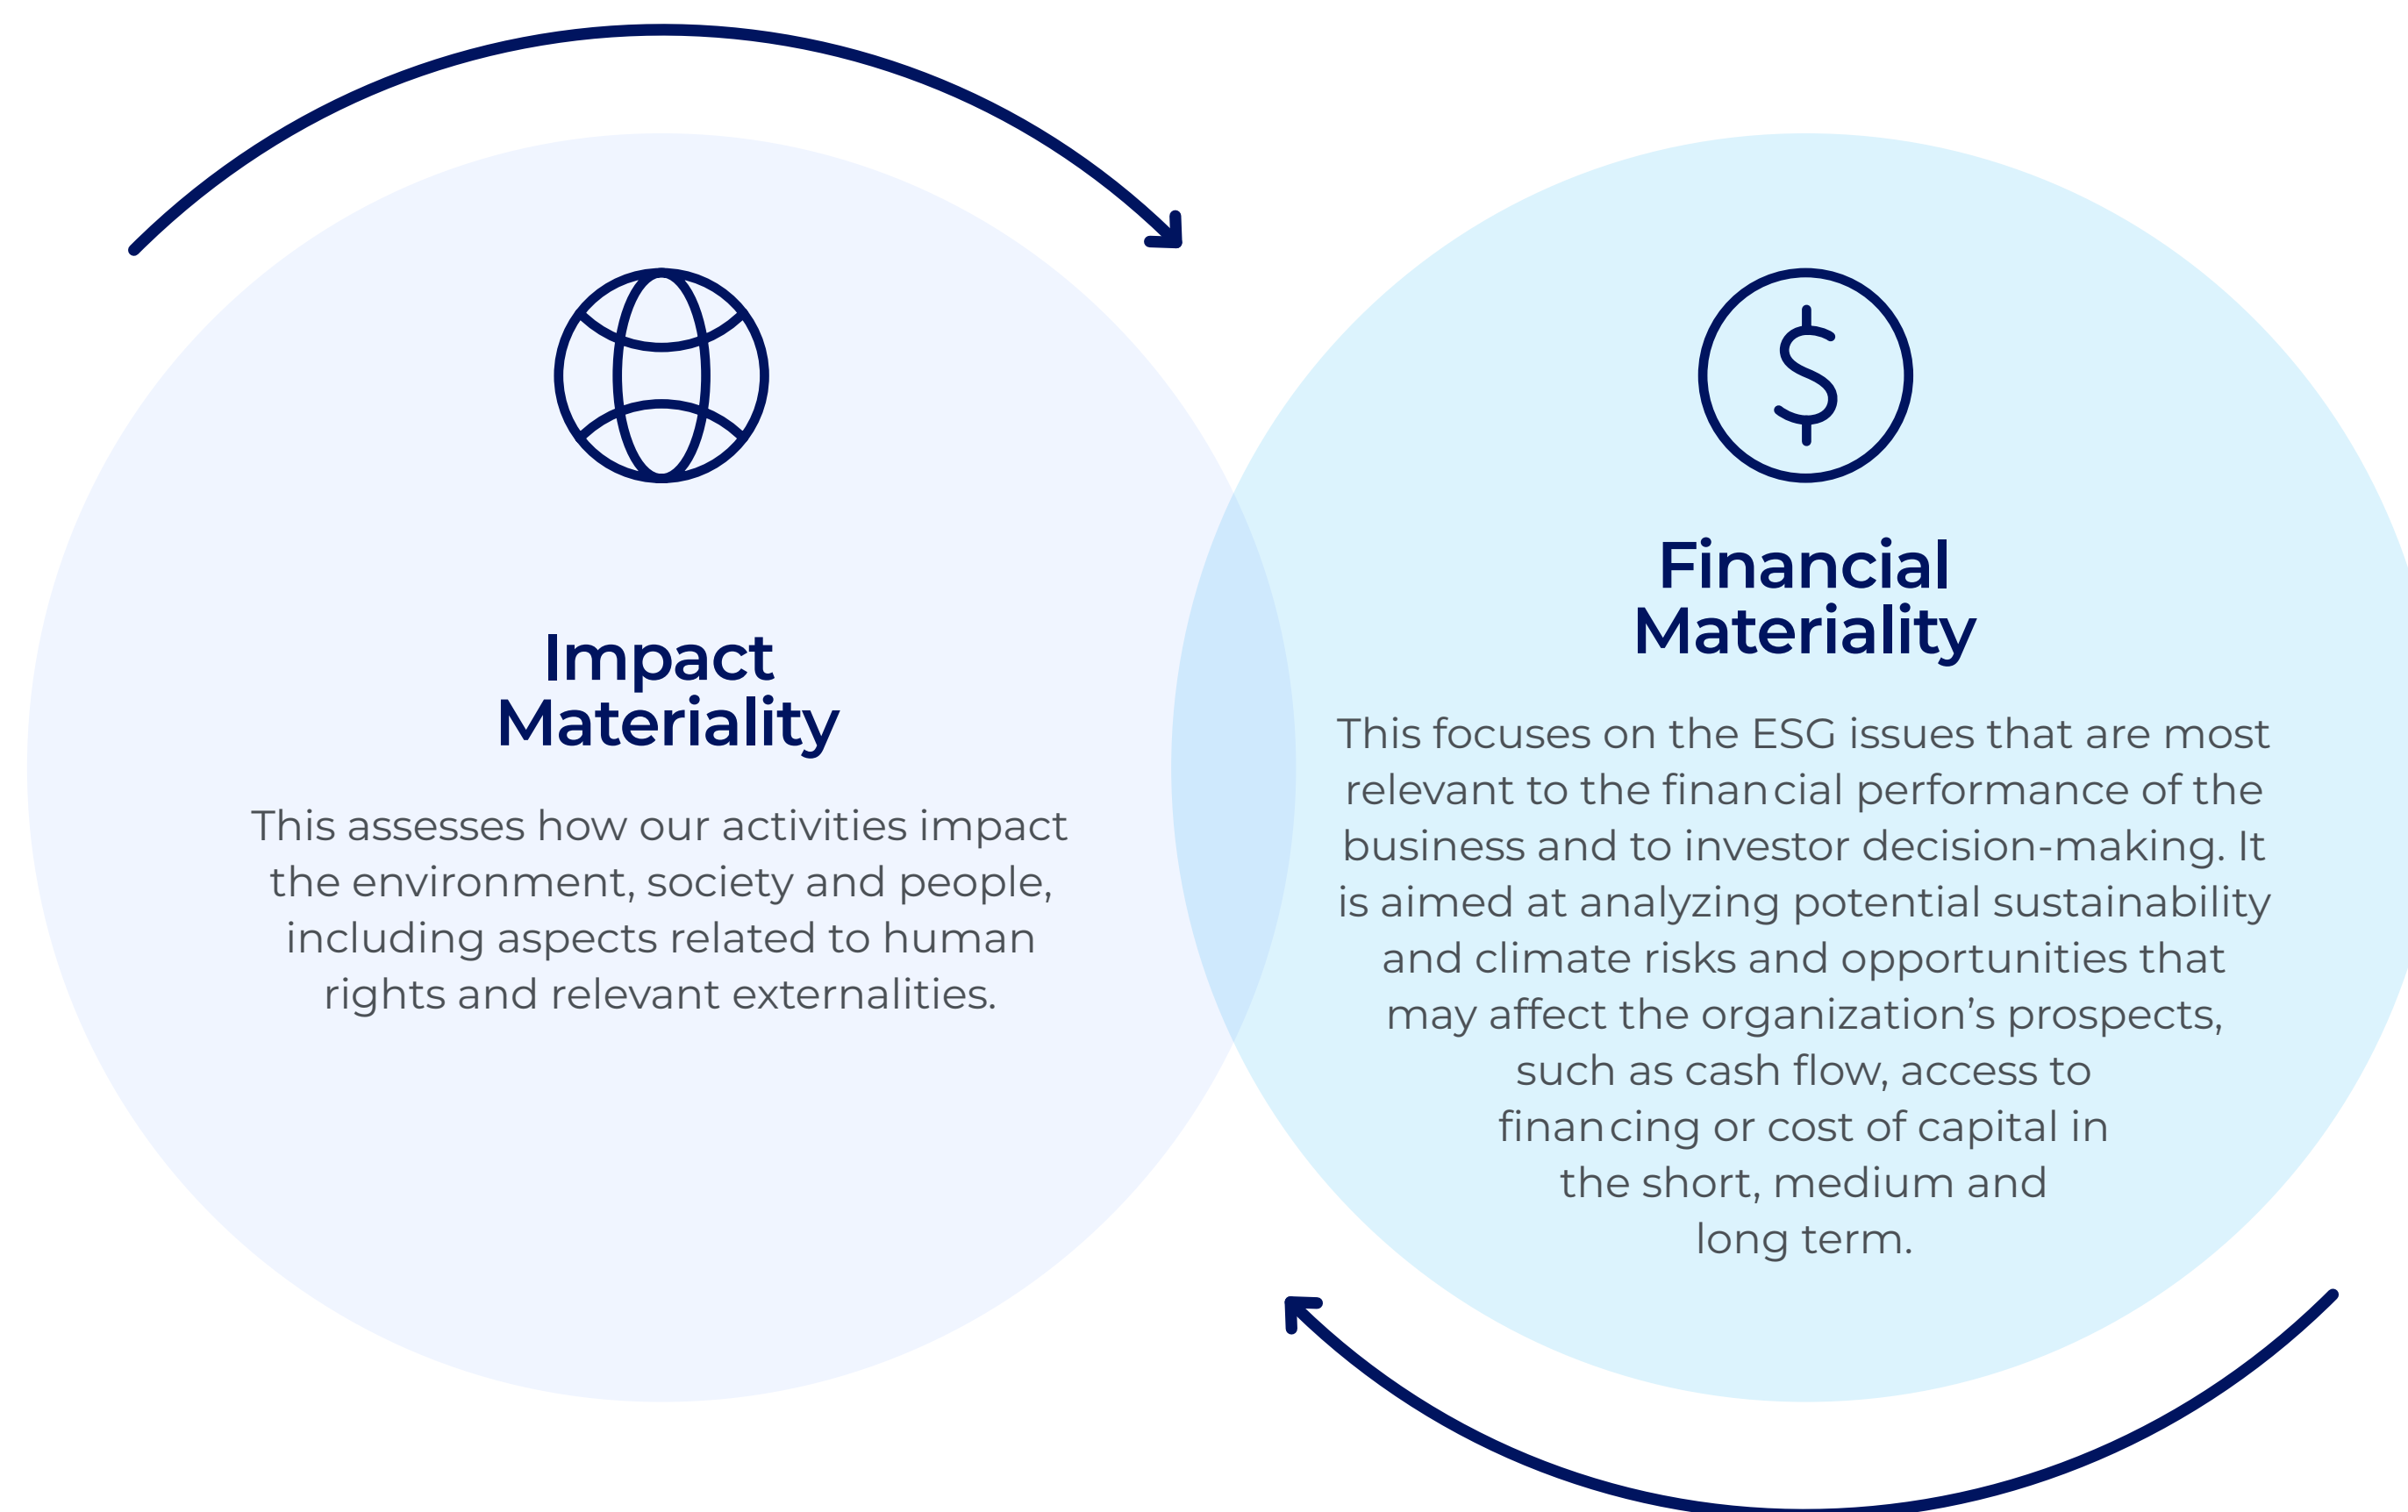 Impact
Materiality
This assesses how our activities impact
the environment, society and people,
including aspects related to human
rights and relevant externalities.
Financial
Materiality
This focuses on the ESG issues that are most
relevant to the financial performance of the
business and to investor decision-making. It
is aimed at analyzing potential sustainability
and climate risks and opportunities that
may affect the organization’s prospects,
such as cash flow, access to
financing or cost of capital in
the short, medium and
long term.